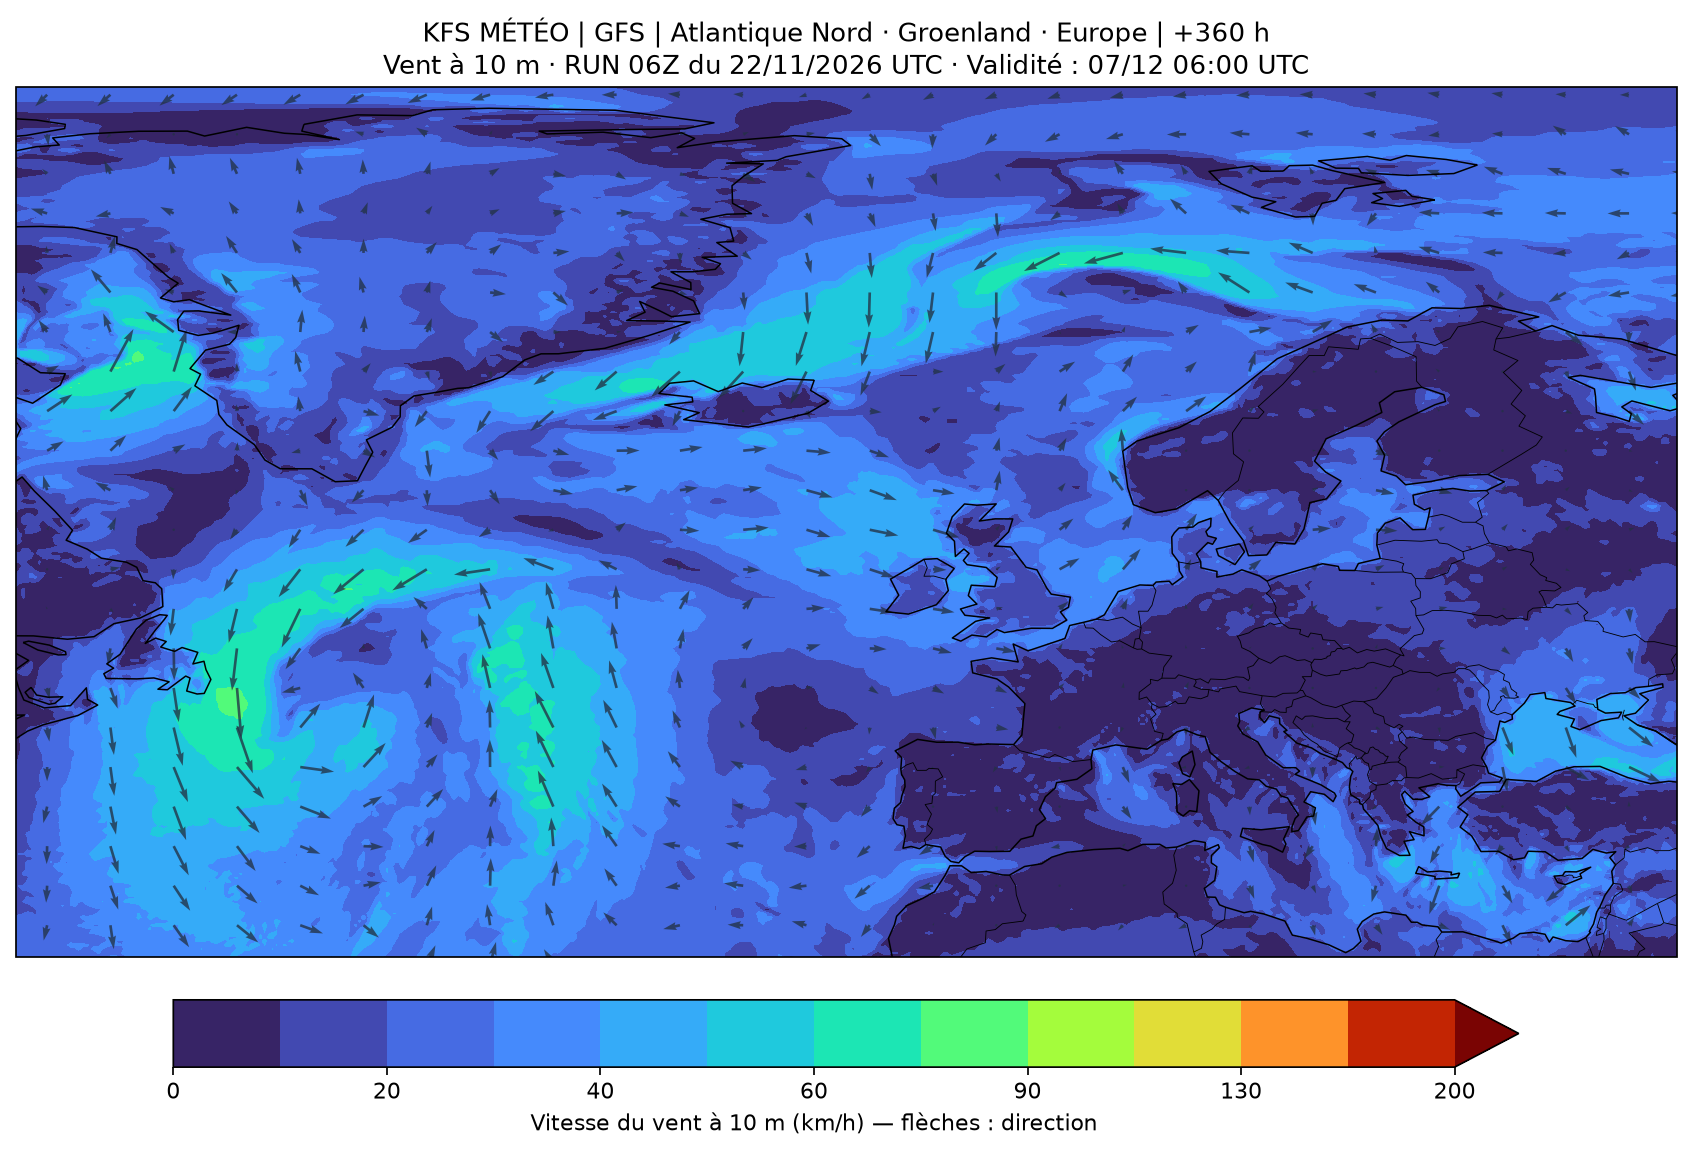 KFS MÉTÉO | GFS | Atlantique Nord · Groenland · Europe | +360 h
Vent à 10 m · RUN 06Z du 22/11/2026 UTC · Validité : 07/12 06:00 UTC
0 20 40 60 90 130 200
Vitesse du vent à 10 m (km/h) — flèches : direction